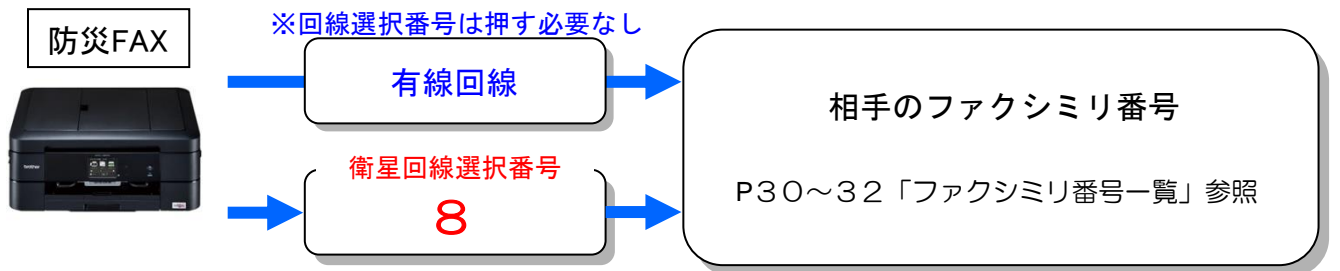 防災FAX
※回線選択番号は押す必要なし
有線回線
衛星回線選択番号
8
相手のファクシミリ番号
P30～32「ファクシミリ番号一覧」参照
brother